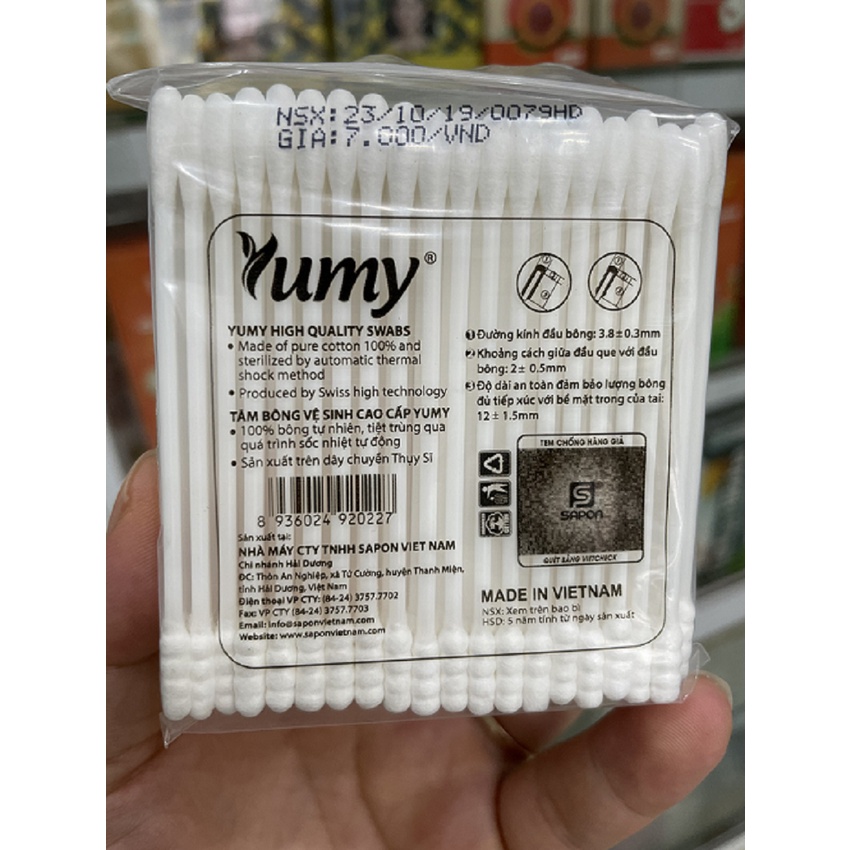 NSX: 23/10/19/0079HD
GIA: 7.000/VND
Yumy®
YUMY HIGH QUALITY SWABS
• Made of pure cotton 100% and
sterilized by automatic thermal
shock method
• Produced by Swiss high technology
TĂM BÔNG VỆ SINH CAO CẤP YUMY
• 100% bông tự nhiên, tiệt trùng qua
quá trình sốc nhiệt tự động
• Sản xuất trên dây chuyền Thụy Sĩ
8 936024 920227
Sản xuất tại:
NHÀ MÁY CTY TNHH SAPON VIET NAM
Chi nhánh Hải Dương
ĐC: Thôn An Nghiệp, xã Tứ Cường, huyện Thanh Miện,
tỉnh Hải Dương, Việt Nam
Điện thoại VP CTY: (84-24) 3757.7702
Fax: VP CTY (84-24) 3757.7703
Email: info@saponvietnam.com
Website: www.saponvietnam.com
① Đường kính đầu bông: 3.8±0.3mm
② Khoảng cách giữa đầu que với đầu
bông: 2± 0.5mm
③ Độ dài an toàn đảm bảo lượng bông
đủ tiếp xúc với bề mặt trong của tai:
12 ± 1.5mm
TEM CHỐNG HÀNG GIẢ
SAPON
QUÉT BẰNG VIETCHECK
MADE IN VIETNAM
NSX: Xem trên bao bì
HSD: 5 năm tính từ ngày sản xuất